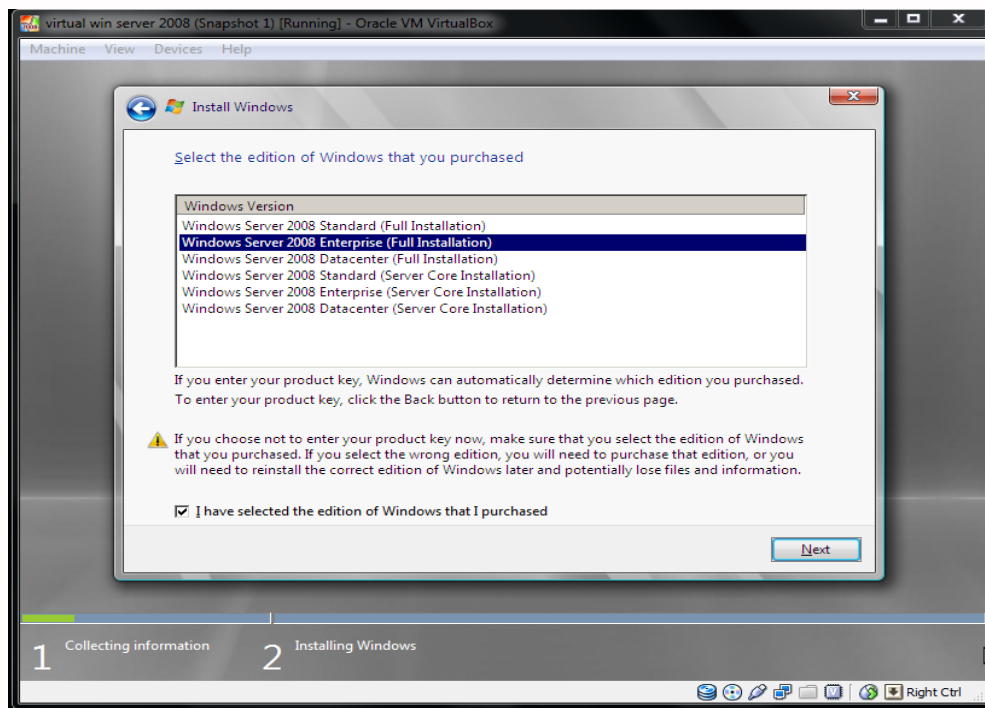 virtual win server 2008 (Snapshot 1) [Running] - Oracle VM VirtualBox
Machine View Devices Help
Install Windows
Select the edition of Windows that you purchased
Windows Version
Windows Server 2008 Standard (Full Installation)
Windows Server 2008 Enterprise (Full Installation)
Windows Server 2008 Datacenter (Full Installation)
Windows Server 2008 Standard (Server Core Installation)
Windows Server 2008 Enterprise (Server Core Installation)
Windows Server 2008 Datacenter (Server Core Installation)
If you enter your product key, Windows can automatically determine which edition you purchased.
To enter your product key, click the Back button to return to the previous page.
If you choose not to enter your product key now, make sure that you select the edition of Windows
that you purchased. If you select the wrong edition, you will need to purchase that edition, or you
will need to reinstall the correct edition of Windows later and potentially lose files and information.
I have selected the edition of Windows that I purchased
Next
1 Collecting information 2 Installing Windows
Right Ctrl